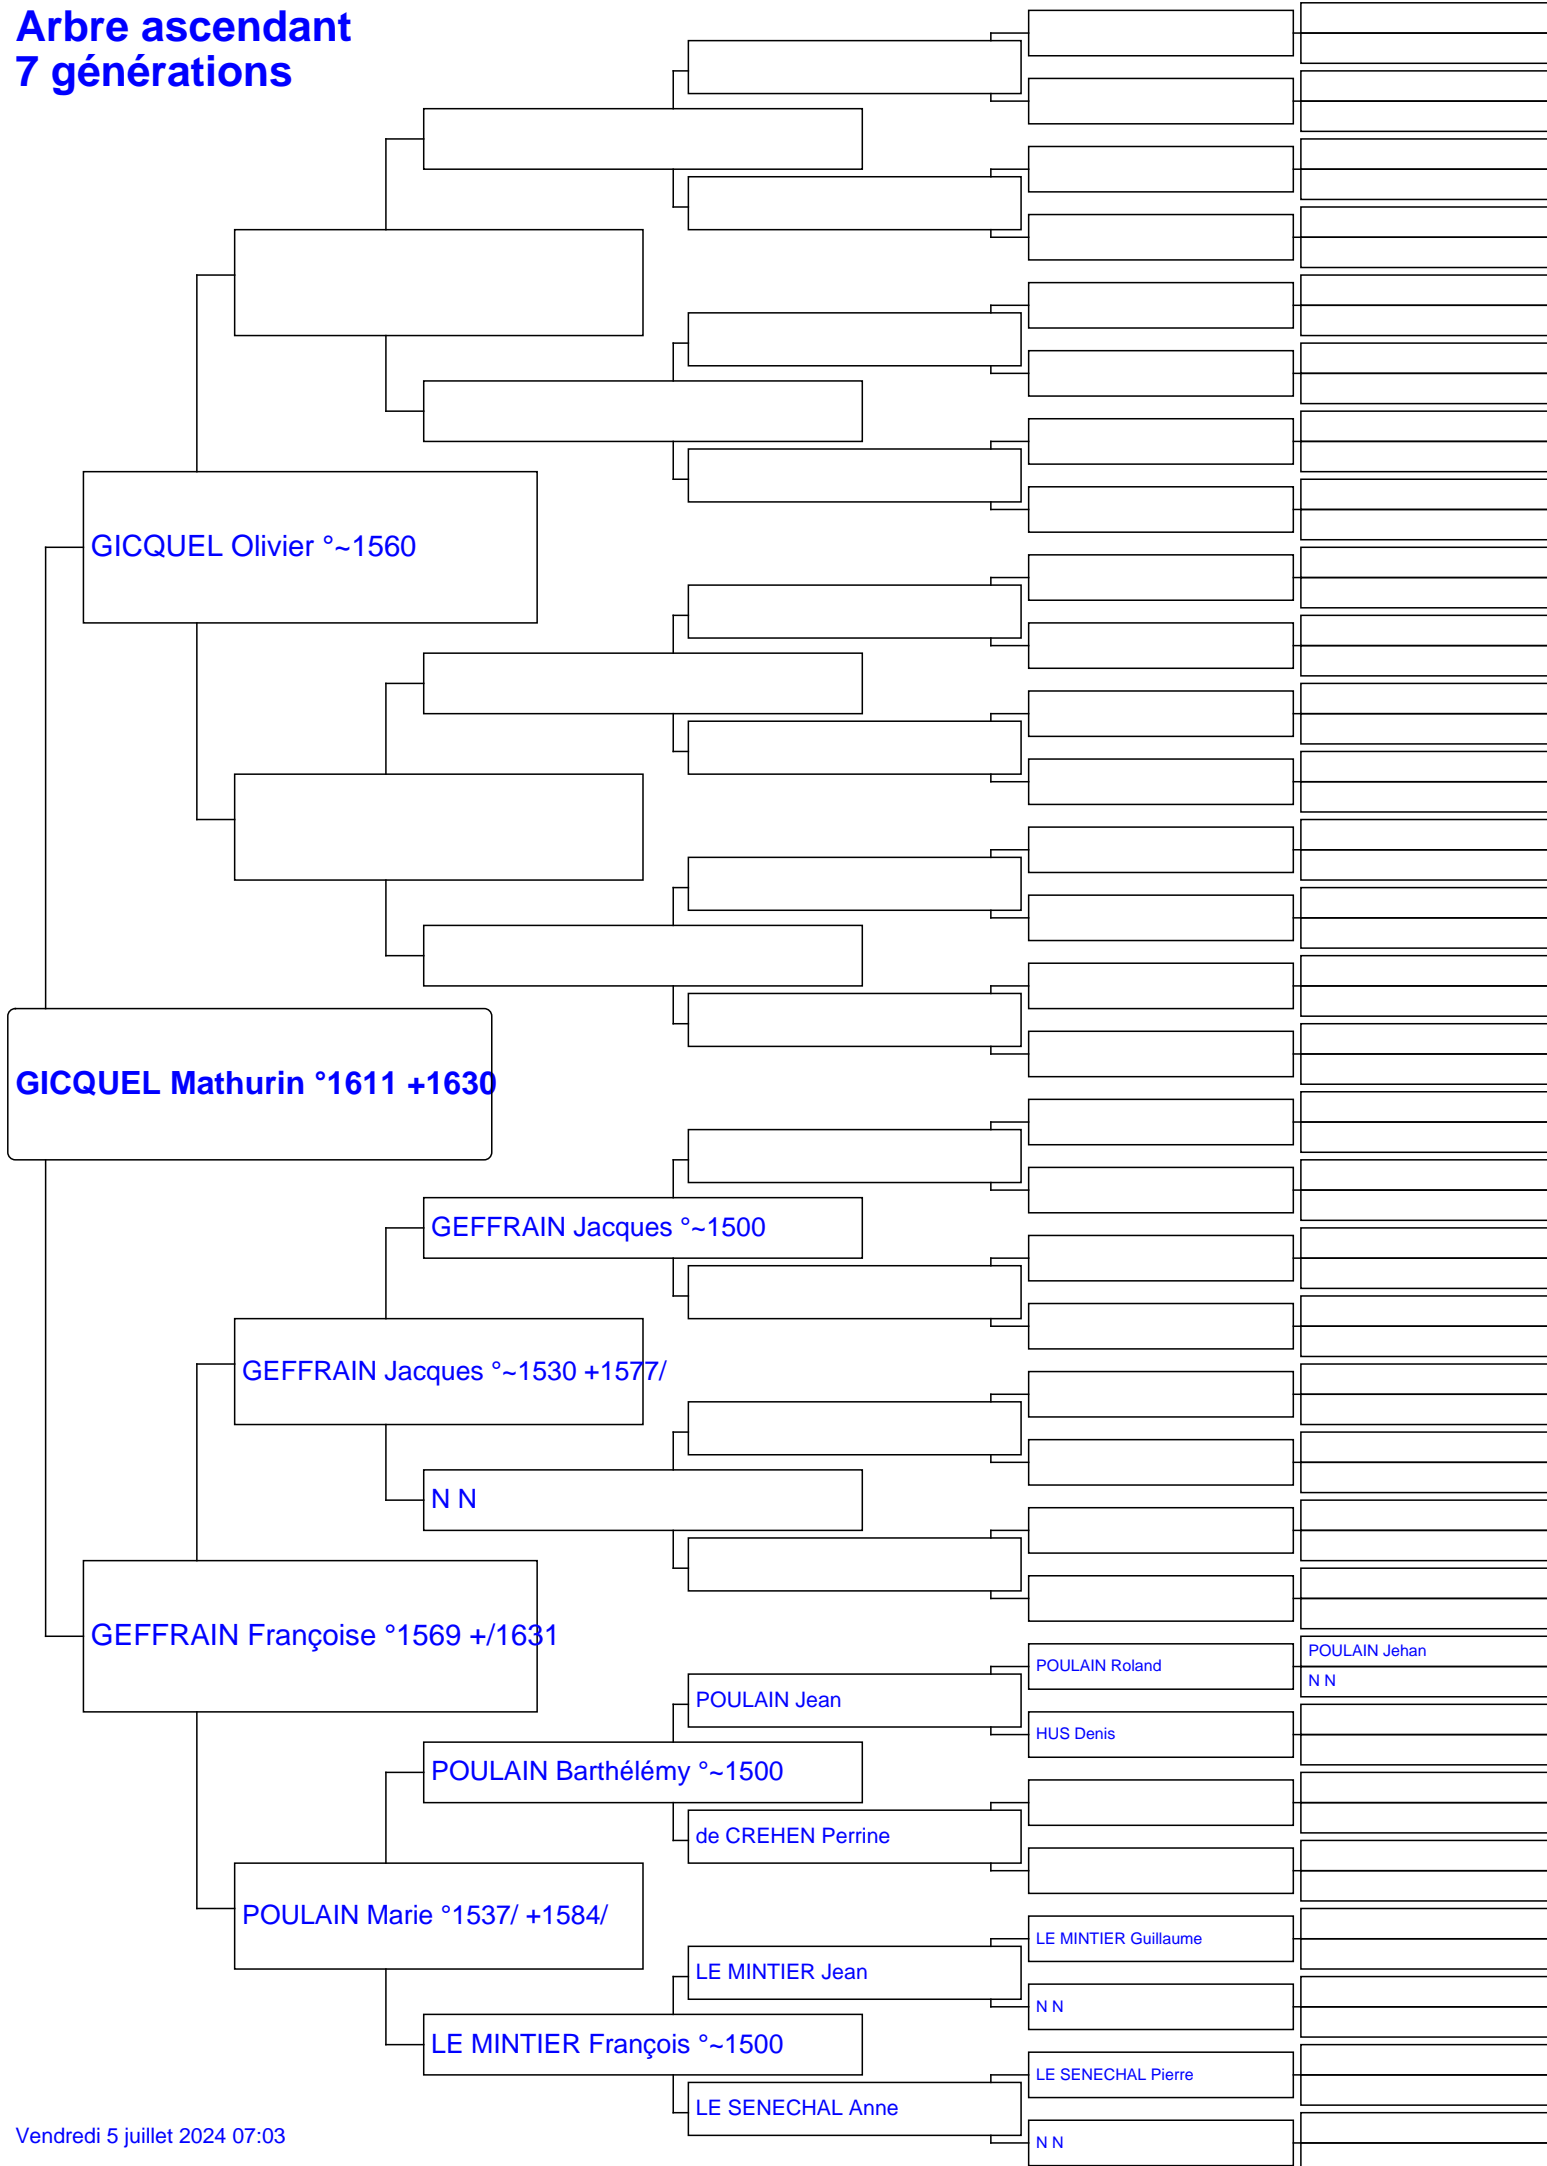 Arbre ascendant
7 générations
GICQUEL Olivier °~1560
GICQUEL Mathurin °1611 +1630
GEFFRAIN Jacques °~1500
GEFFRAIN Jacques °~1530 +1577/
N N
GEFFRAIN Françoise °1569 +/1631
POULAIN Jehan
POULAIN Roland
N N
POULAIN Jean
HUS Denis
POULAIN Barthélémy °~1500
de CREHEN Perrine
POULAIN Marie °1537/ +1584/
LE MINTIER Guillaume
LE MINTIER Jean
N N
LE MINTIER François °~1500
LE SENECHAL Pierre
LE SENECHAL Anne
N N
Vendredi 5 juillet 2024 07:03